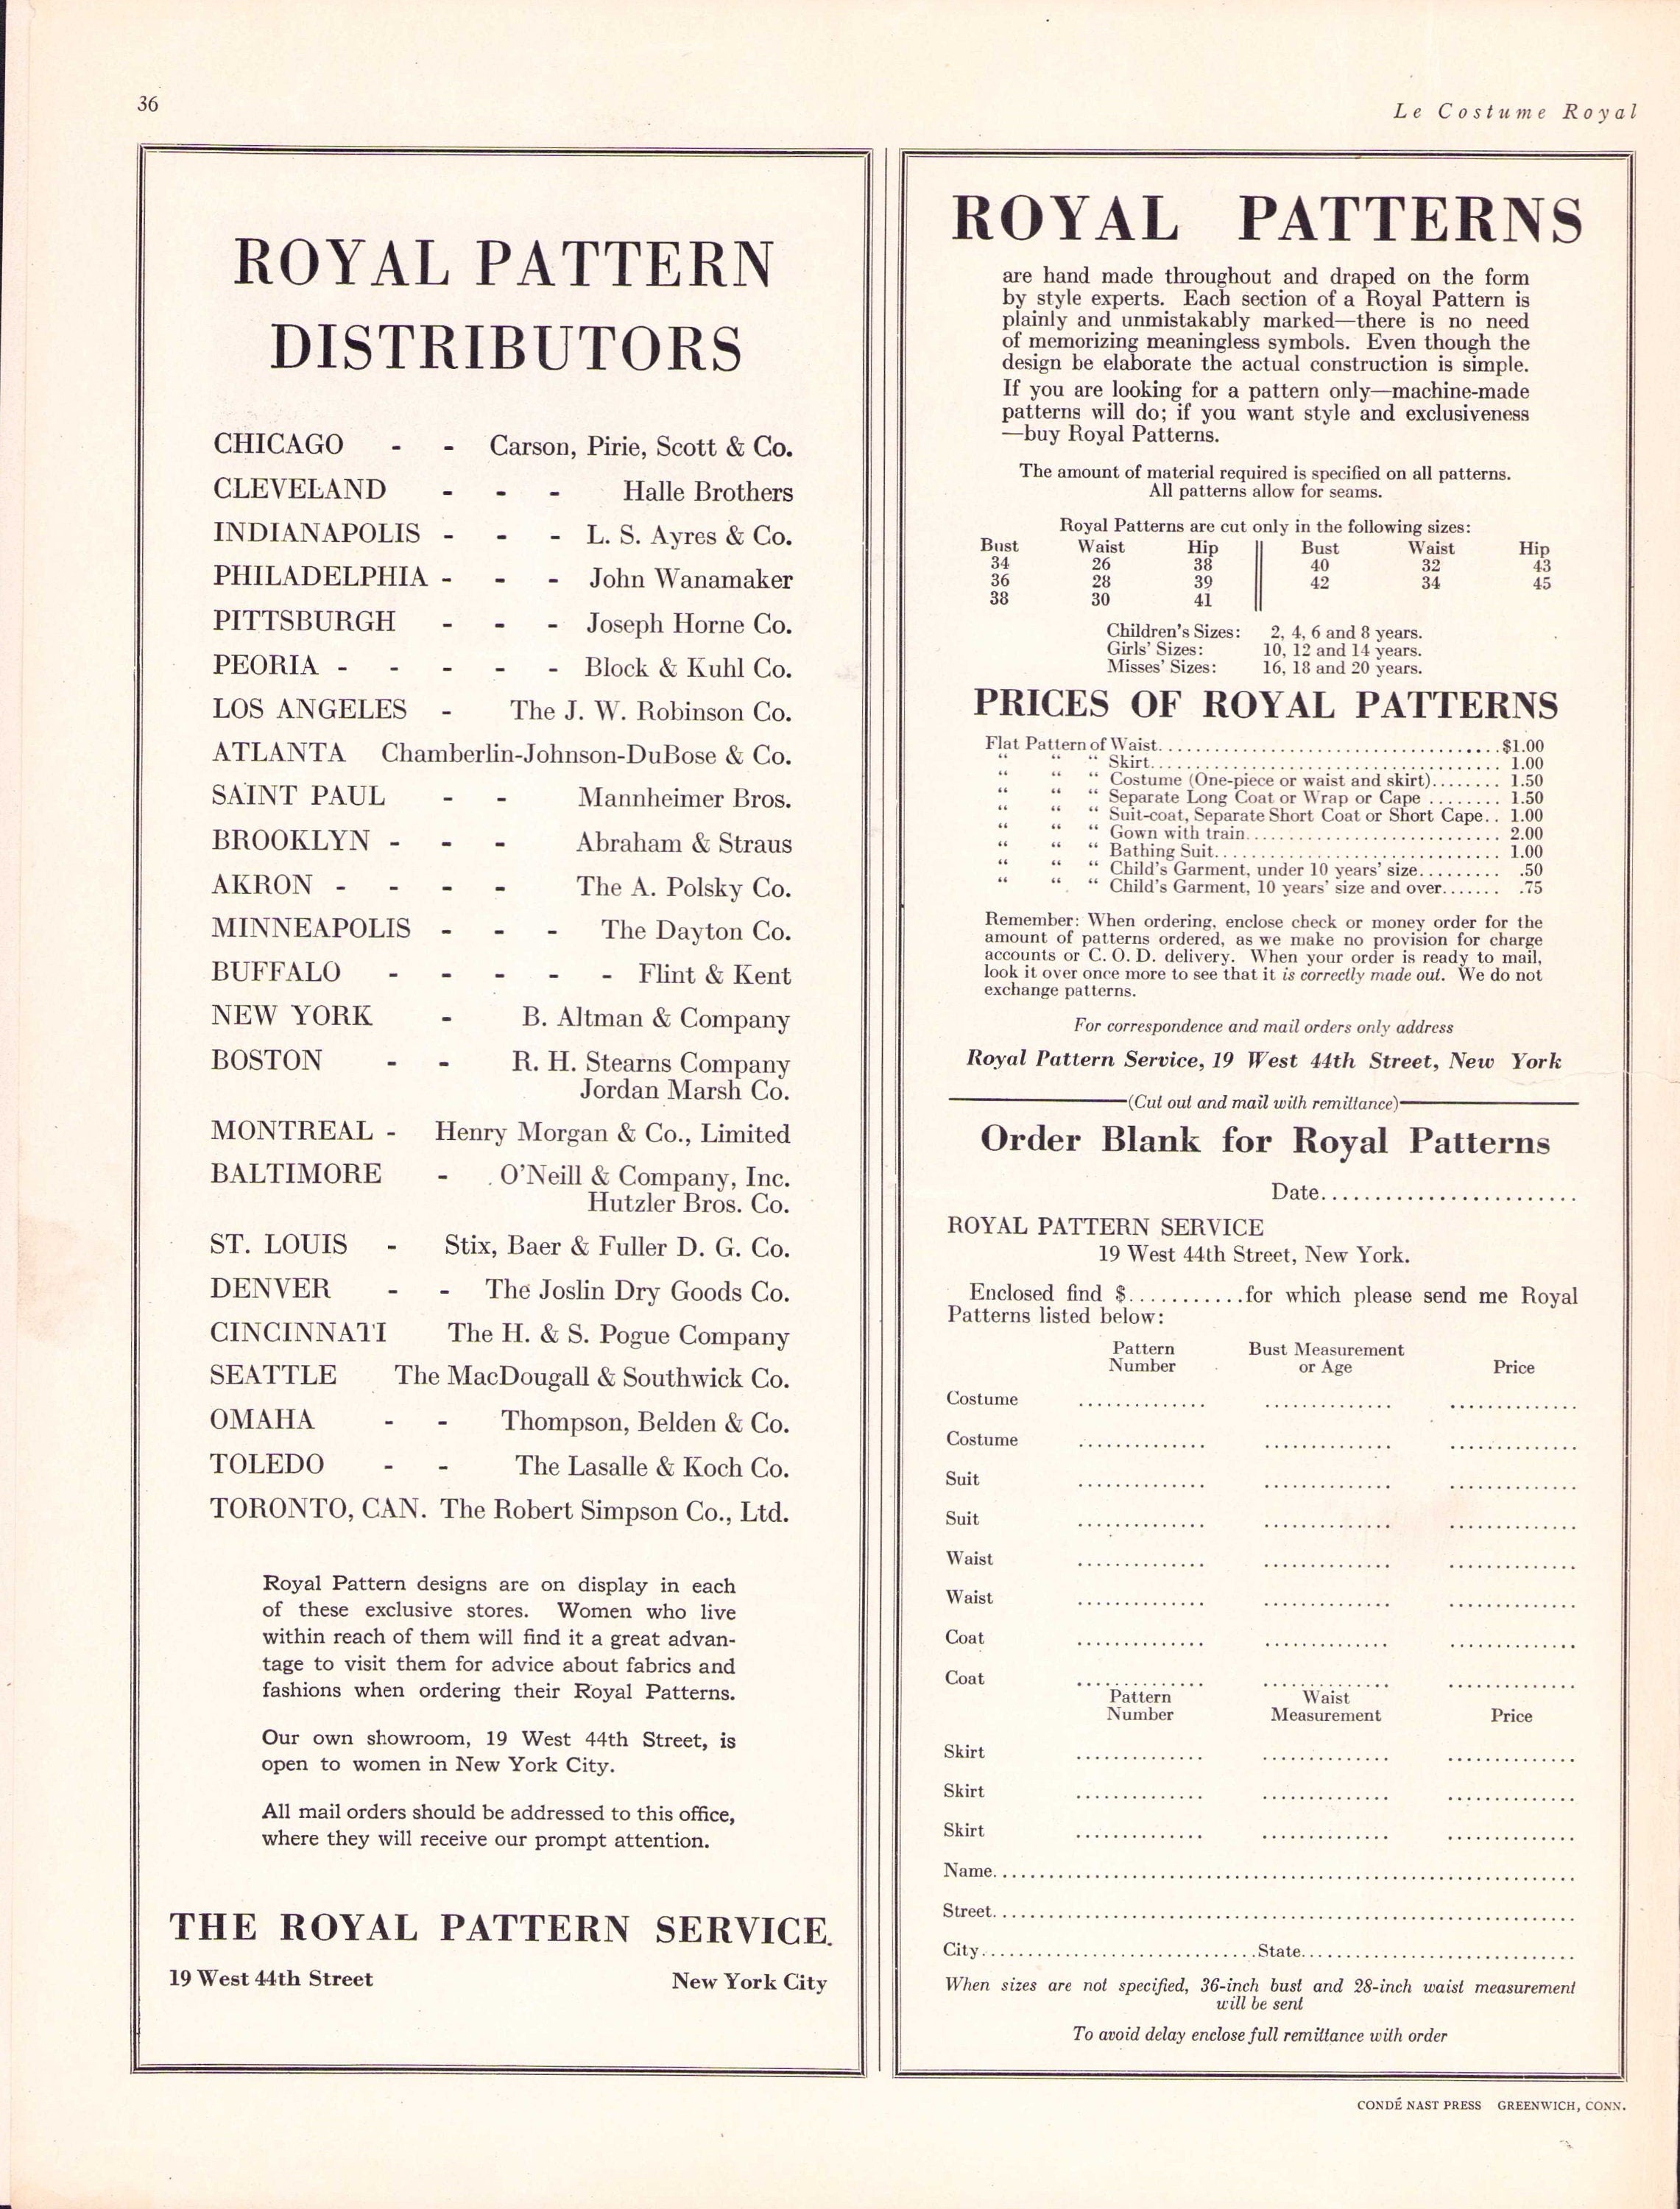 36
Le Costume Royal
ROYAL PATTERN
DISTRIBUTORS
CHICAGO - - Carson, Pirie, Scott & Co.
CLEVELAND - - - Halle Brothers
INDIANAPOLIS - - - L. S. Ayres & Co.
PHILADELPHIA - - - John Wanamaker
PITTSBURGH - - - Joseph Horne Co.
PEORIA - - - - - Block & Kuhl Co.
LOS ANGELES - The J. W. Robinson Co.
ATLANTA Chamberlin-Johnson-DuBose & Co.
SAINT PAUL - - Mannheimer Bros.
BROOKLYN - - - Abraham & Straus
AKRON - - - - The A. Polsky Co.
MINNEAPOLIS - - - The Dayton Co.
BUFFALO - - - - - Flint & Kent
NEW YORK - B. Altman & Company
BOSTON - - R. H. Stearns Company
Jordan Marsh Co.
MONTREAL - Henry Morgan & Co., Limited
BALTIMORE - O'Neill & Company, Inc.
Hutzler Bros. Co.
ST. LOUIS - Stix, Baer & Fuller D. G. Co.
DENVER - - The Joslin Dry Goods Co.
CINCINNATI The H. & S. Pogue Company
SEATTLE The MacDougall & Southwick Co.
OMAHA - - Thompson, Belden & Co.
TOLEDO - - The Lasalle & Koch Co.
TORONTO, CAN. The Robert Simpson Co., Ltd.
Royal Pattern designs are on display in each
of these exclusive stores. Women who live
within reach of them will find it a great advan-
tage to visit them for advice about fabrics and
fashions when ordering their Royal Patterns.
Our own showroom, 19 West 44th Street, is
open to women in New York City.
All mail orders should be addressed to this office,
where they will receive our prompt attention.
THE ROYAL PATTERN SERVICE.
19 West 44th Street New York City
ROYAL PATTERNS
are hand made throughout and draped on the form
by style experts. Each section of a Royal Pattern is
plainly and unmistakably marked—there is no need
of memorizing meaningless symbols. Even though the
design be elaborate the actual construction is simple.
If you are looking for a pattern only—machine-made
patterns will do; if you want style and exclusiveness
—buy Royal Patterns.
The amount of material required is specified on all patterns.
All patterns allow for seams.
Royal Patterns are cut only in the following sizes:
Bust Waist Hip Bust Waist Hip
34 26 38 40 32 43
36 28 39 42 34 45
38 30 41
Children's Sizes: 2, 4, 6 and 8 years.
Girls' Sizes: 10, 12 and 14 years.
Misses' Sizes: 16, 18 and 20 years.
PRICES OF ROYAL PATTERNS
Flat Pattern of Waist.....................................$1.00
" " " Skirt..................................... 1.00
" " " Costume (One-piece or waist and skirt)........ 1.50
" " " Separate Long Coat or Wrap or Cape ........ 1.50
" " " Suit-coat, Separate Short Coat or Short Cape.. 1.00
" " " Gown with train........................... 2.00
" " " Bathing Suit............................... 1.00
" " " Child's Garment, under 10 years' size......... .50
" " " Child's Garment, 10 years' size and over....... .75
Remember: When ordering, enclose check or money order for the
amount of patterns ordered, as we make no provision for charge
accounts or C. O. D. delivery. When your order is ready to mail,
look it over once more to see that it is correctly made out. We do not
exchange patterns.
For correspondence and mail orders only address
Royal Pattern Service, 19 West 44th Street, New York
(Cut out and mail with remittance)
Order Blank for Royal Patterns
Date........................
ROYAL PATTERN SERVICE
19 West 44th Street, New York.
Enclosed find $...........for which please send me Royal
Patterns listed below:
Pattern Bust Measurement
Number or Age Price
Costume ............. ............. .............
Costume ............. ............. .............
Suit ............. ............. .............
Suit ............. ............. .............
Waist ............. ............. .............
Waist ............. ............. .............
Coat ............. ............. .............
Coat ............. ............. .............
Pattern Waist
Number Measurement Price
Skirt ............. ............. .............
Skirt ............. ............. .............
Skirt ............. ............. .............
Name............................................................
Street............................................................
City.............................State............................
When sizes are not specified, 36-inch bust and 28-inch waist measurement
will be sent
To avoid delay enclose full remittance with order
CONDÉ NAST PRESS GREENWICH, CONN.